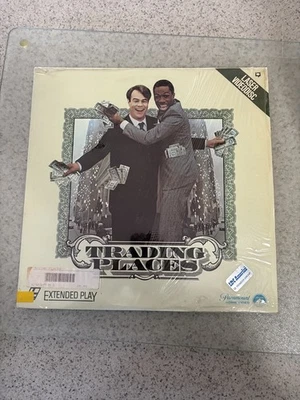 LASER
VIDEODISC
TRADING
PLACES
EXTENDED PLAY
Paramount